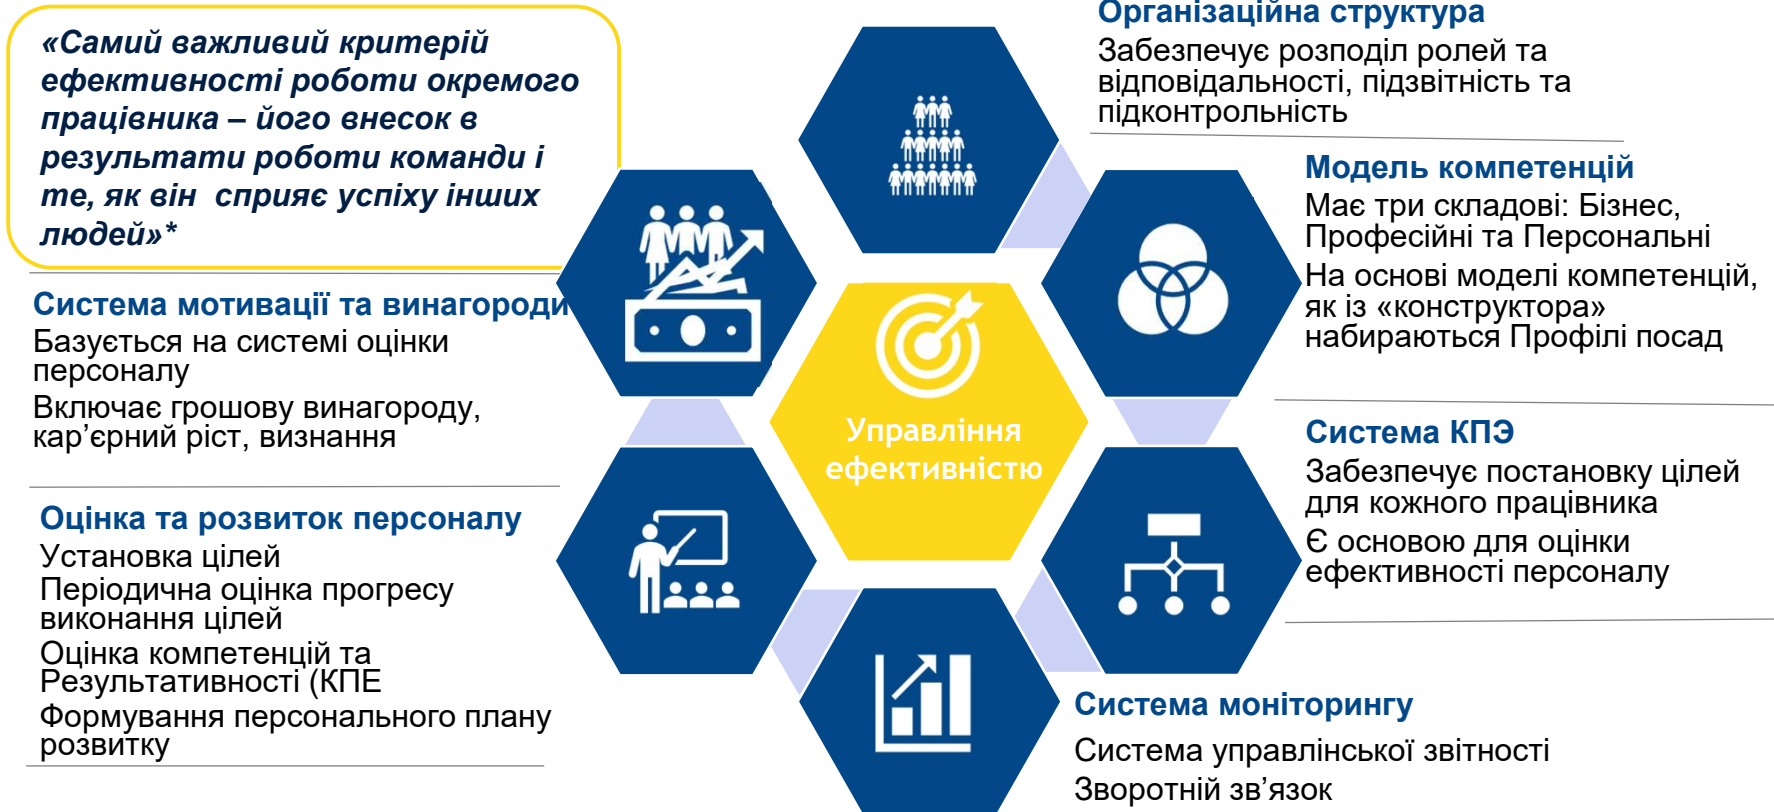 «Самий важливий критерій
ефективності роботи окремого
працівника – його внесок в
результати роботи команди і
те, як він сприяє успіху інших
людей»*
Система мотивації та винагороди
Базується на системі оцінки
персоналу
Включає грошову винагороду,
кар’єрний ріст, визнання
Оцінка та розвиток персоналу
Установка цілей
Періодична оцінка прогресу
виконання цілей
Оцінка компетенцій та
Результативності (КПЕ
Формування персонального плану
розвитку
Управління
ефективністю
Організаційна структура
Забезпечує розподіл ролей та
відповідальності, підзвітність та
підконтрольність
Модель компетенцій
Має три складові: Бізнес,
Професійні та Персональні
На основі моделі компетенцій,
як із «конструктора»
набираються Профілі посад
Система КПЭ
Забезпечує постановку цілей
для кожного працівника
Є основою для оцінки
ефективності персоналу
Система моніторингу
Система управлінської звітності
Зворотній зв’язок